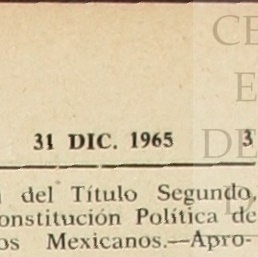 CE
E
DE
31 DIC. 1965 3
del Título Segundo,
onstitución Política de
os Mexicanos.—Apro-